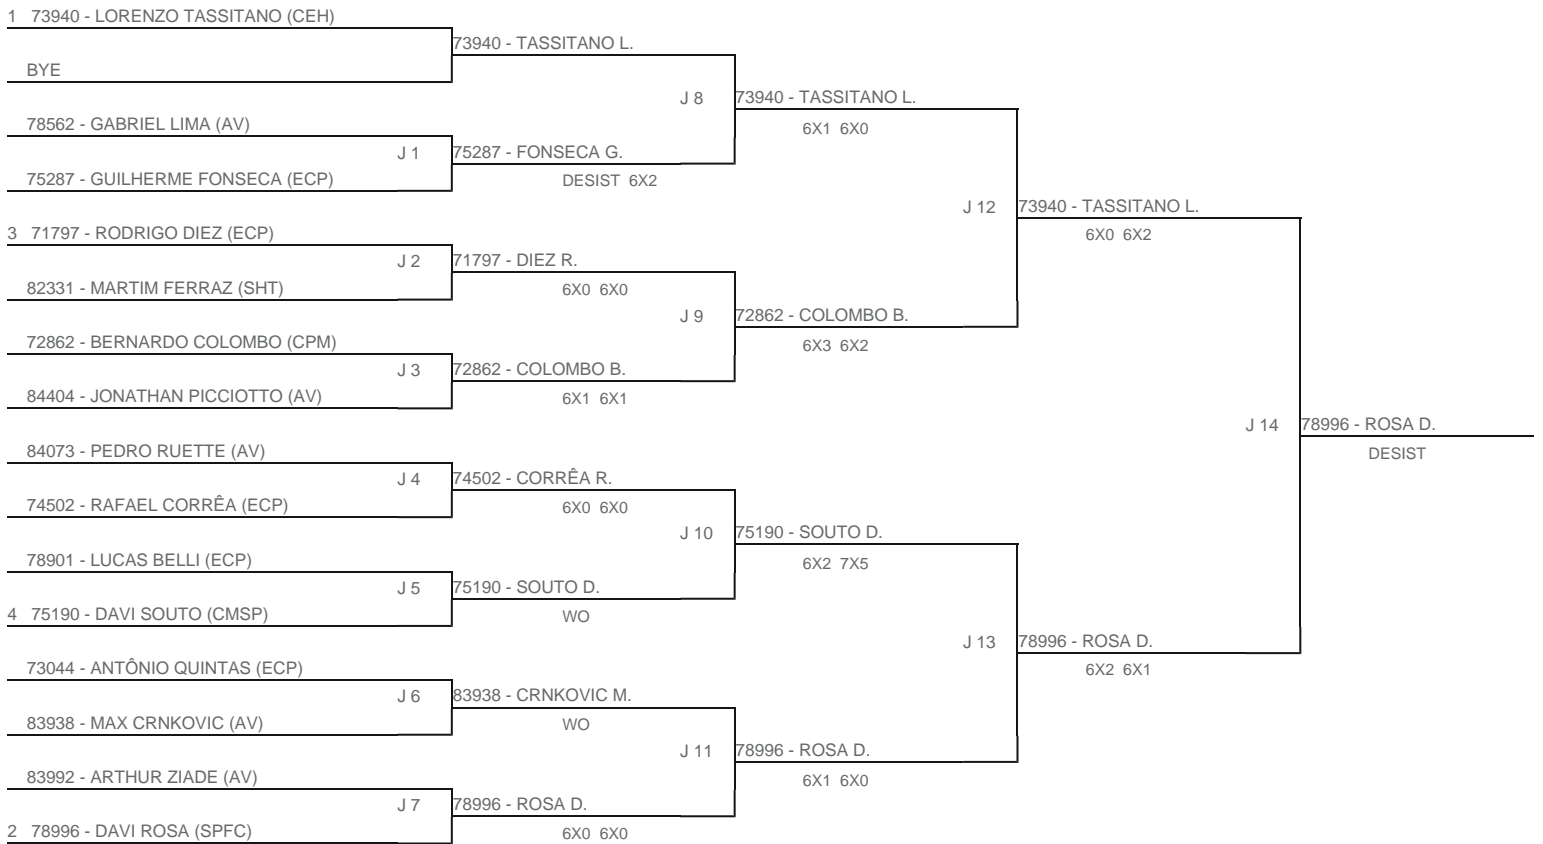 1 73940 - LORENZO TASSITANO (CEH)
73940 - TASSITANO L.
BYE
J 8
73940 - TASSITANO L.
6X1 6X0
78562 - GABRIEL LIMA (AV)
J 1
75287 - FONSECA G.
DESIST 6X2
75287 - GUILHERME FONSECA (ECP)
J 12
73940 - TASSITANO L.
6X0 6X2
3 71797 - RODRIGO DIEZ (ECP)
J 2
71797 - DIEZ R.
6X0 6X0
82331 - MARTIM FERRAZ (SHT)
J 9
72862 - COLOMBO B.
6X3 6X2
72862 - BERNARDO COLOMBO (CPM)
J 3
72862 - COLOMBO B.
6X1 6X1
84404 - JONATHAN PICCIOTTO (AV)
J 14
78996 - ROSA D.
DESIST
84073 - PEDRO RUETTE (AV)
J 4
74502 - CORRÊA R.
6X0 6X0
74502 - RAFAEL CORRÊA (ECP)
J 10
75190 - SOUTO D.
6X2 7X5
78901 - LUCAS BELLI (ECP)
J 5
75190 - SOUTO D.
WO
4 75190 - DAVI SOUTO (CMSP)
J 13
78996 - ROSA D.
6X2 6X1
73044 - ANTÔNIO QUINTAS (ECP)
J 6
83938 - CRNKOVIC M.
WO
83938 - MAX CRNKOVIC (AV)
J 11
78996 - ROSA D.
6X1 6X0
83992 - ARTHUR ZIADE (AV)
J 7
78996 - ROSA D.
6X0 6X0
2 78996 - DAVI ROSA (SPFC)